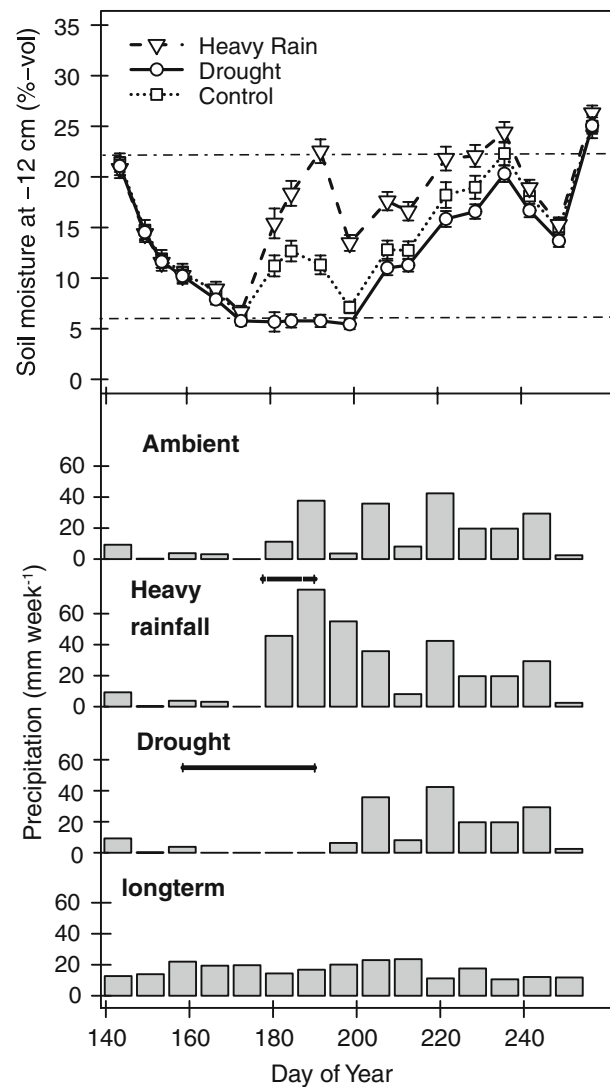 Soil moisture at −12 cm (%−vol)
35
30
25
20
15
10
5
0
Heavy Rain
Drought
Control
Precipitation (mm week⁻¹)
Ambient
60
40
20
0
Heavy
rainfall
60
40
20
0
Drought
60
40
20
0
longterm
60
40
20
0
140 160 180 200 220 240
Day of Year